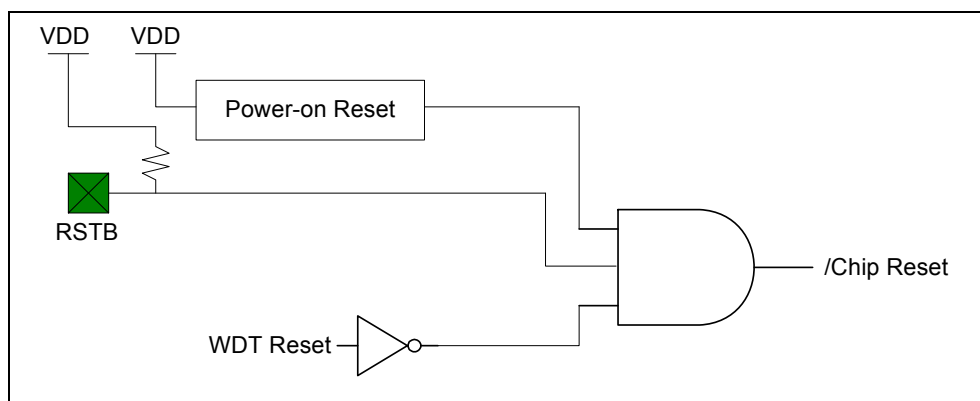 VDD VDD
Power-on Reset
RSTB
/Chip Reset
WDT Reset